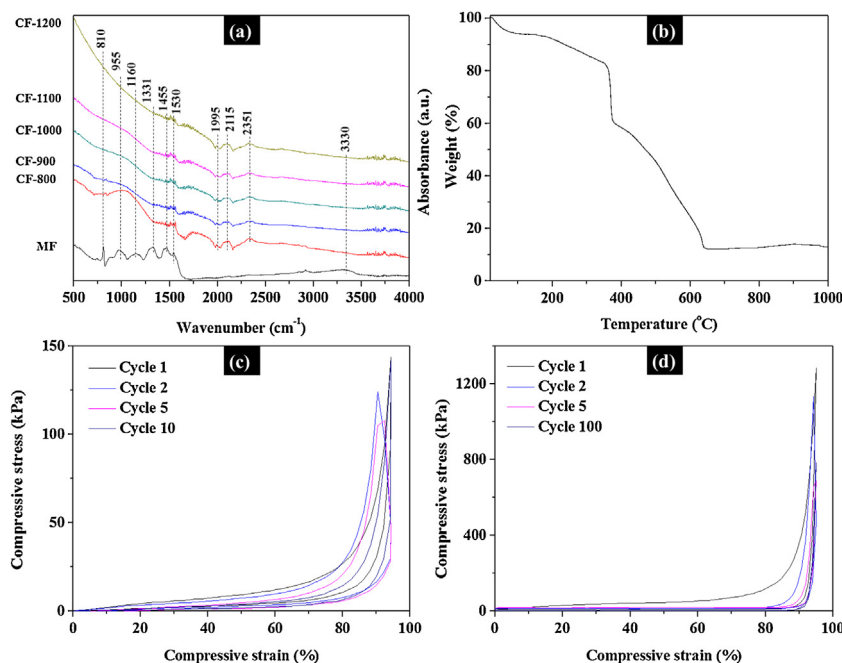 CF-1200
CF-1100
CF-1000
CF-900
CF-800
MF
(a)
810
955
1160
1331
1455
1530
1995
2115
2351
3330
500 1000 1500 2000 2500 3000 3500 4000
Wavenumber (cm-1)
Absorbance (a.u.)
(b)
Weight (%)
100
80
60
40
20
0
200 400 600 800 1000
Temperature (°C)
(c)
Compressive stress (kPa)
150
100
50
0
Cycle 1
Cycle 2
Cycle 5
Cycle 10
0 20 40 60 80 100
Compressive strain (%)
(d)
Compressive stress (kPa)
1200
800
400
0
Cycle 1
Cycle 2
Cycle 5
Cycle 100
0 20 40 60 80 100
Compressive strain (%)